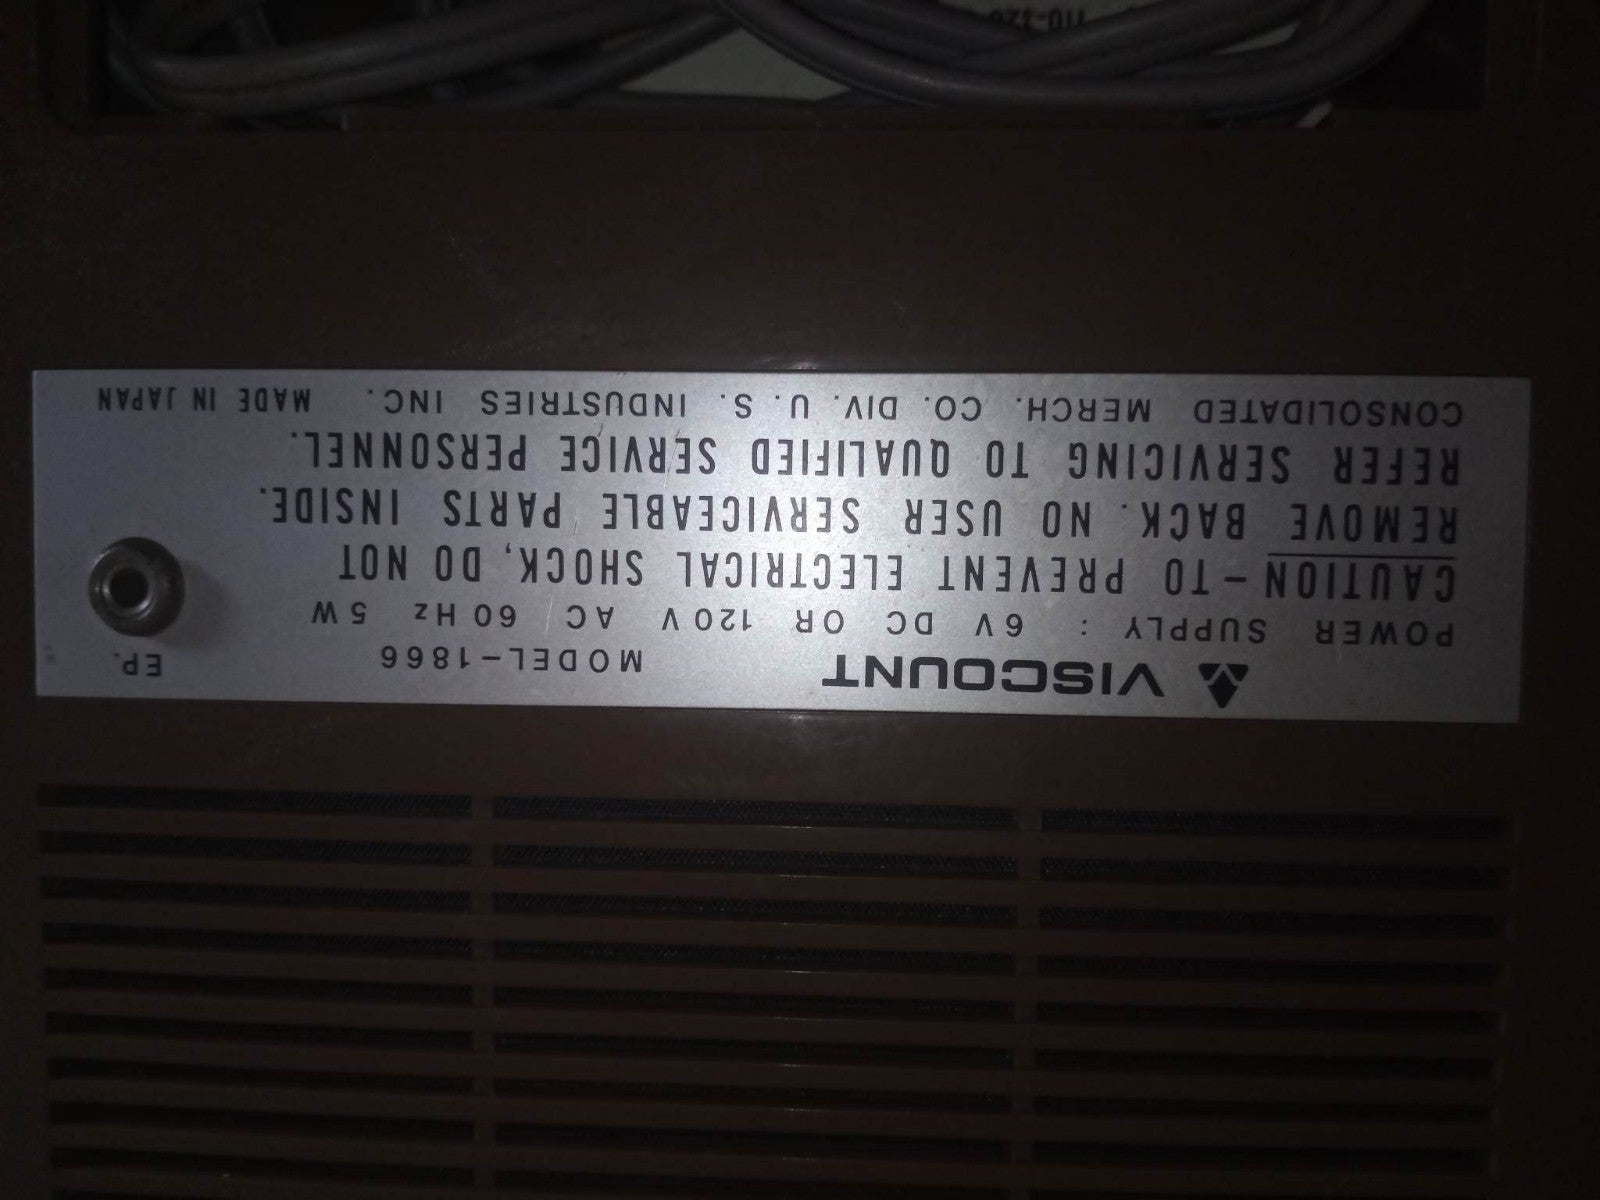 VISCOUNT MODEL-1866 EP.
POWER SUPPLY : 6V DC OR 120V AC 60Hz 5W
CAUTION - TO PREVENT ELECTRICAL SHOCK, DO NOT
REMOVE BACK. NO USER SERVICEABLE PARTS INSIDE.
REFER SERVICING TO QUALIFIED SERVICE PERSONNEL.
CONSOLIDATED MERCH. CO. DIV. U.S. INDUSTRIES INC. MADE IN JAPAN